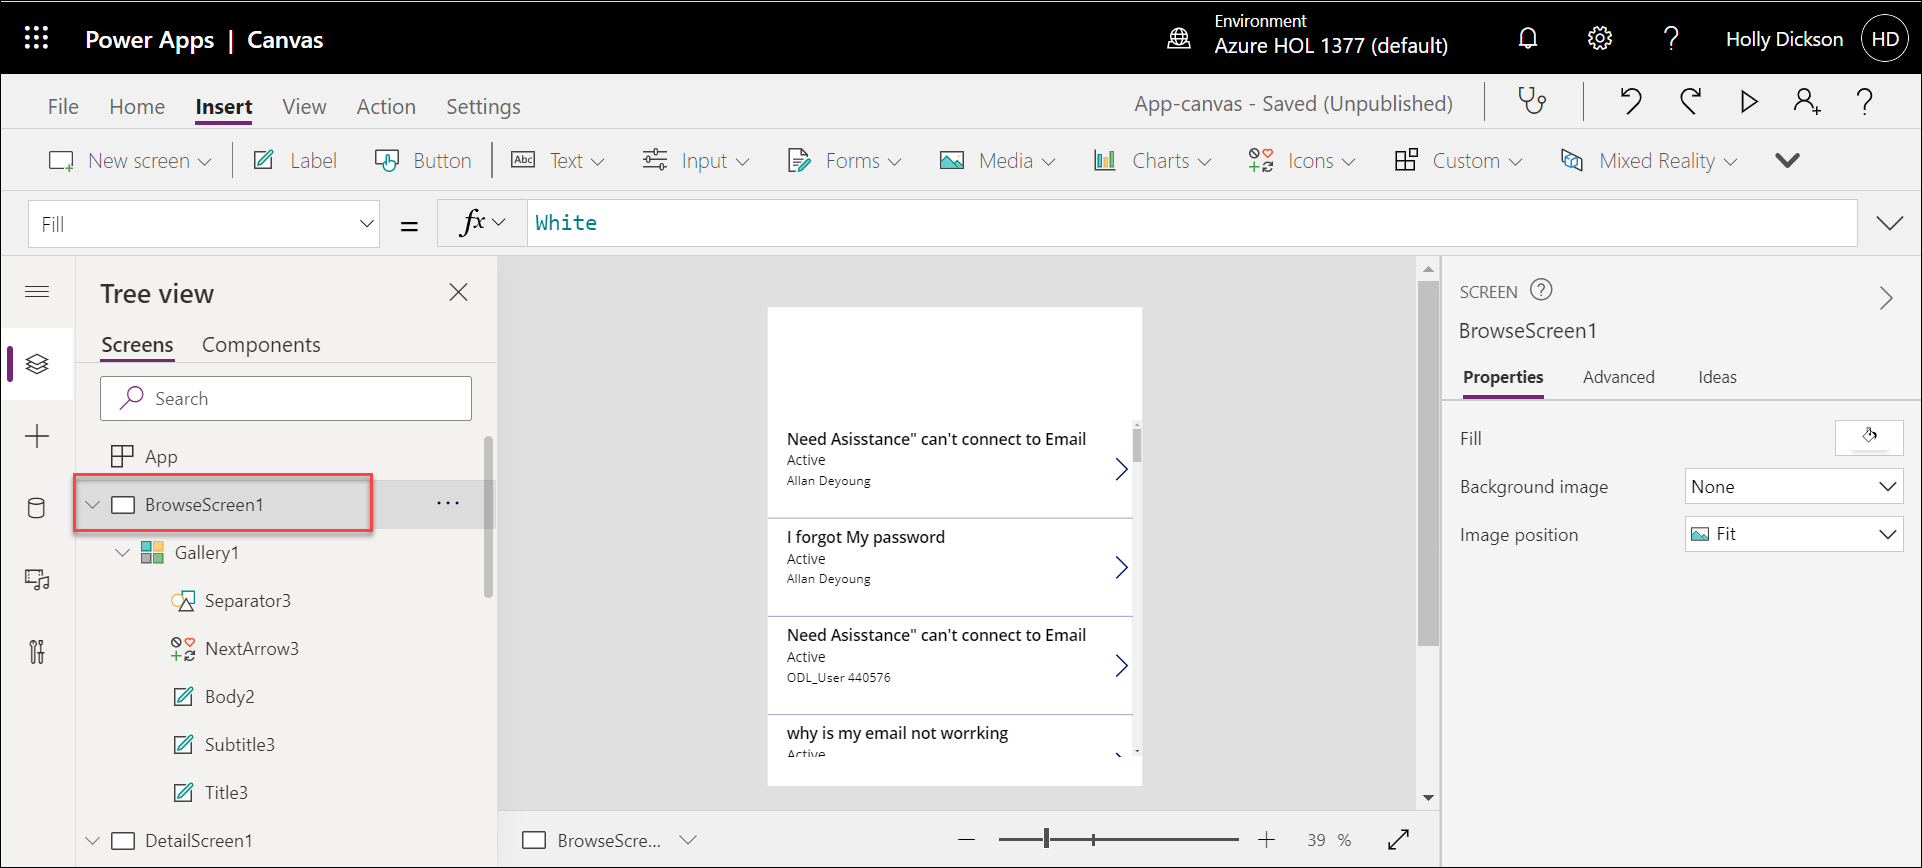 Power Apps | Canvas
Environment
Azure HOL 1377 (default)
Holly Dickson
HD
File Home Insert View Action Settings
App-canvas - Saved (Unpublished)
New screen Label Button Abc Text Input Forms Media Charts Icons Custom Mixed Reality
Fill = fx White
Tree view
Screens Components
Search
App
BrowseScreen1 ...
Gallery1
Separator3
NextArrow3
Body2
Subtitle3
Title3
DetailScreen1
Need Asisstance" can't connect to Email
Active
Allan Deyoung
I forgot My password
Active
Allan Deyoung
Need Asisstance" can't connect to Email
Active
ODL_User 440576
why is my email not worrking
Active
BrowseScre...
39 %
SCREEN
BrowseScreen1
Properties Advanced Ideas
Fill
Background image None
Image position Fit